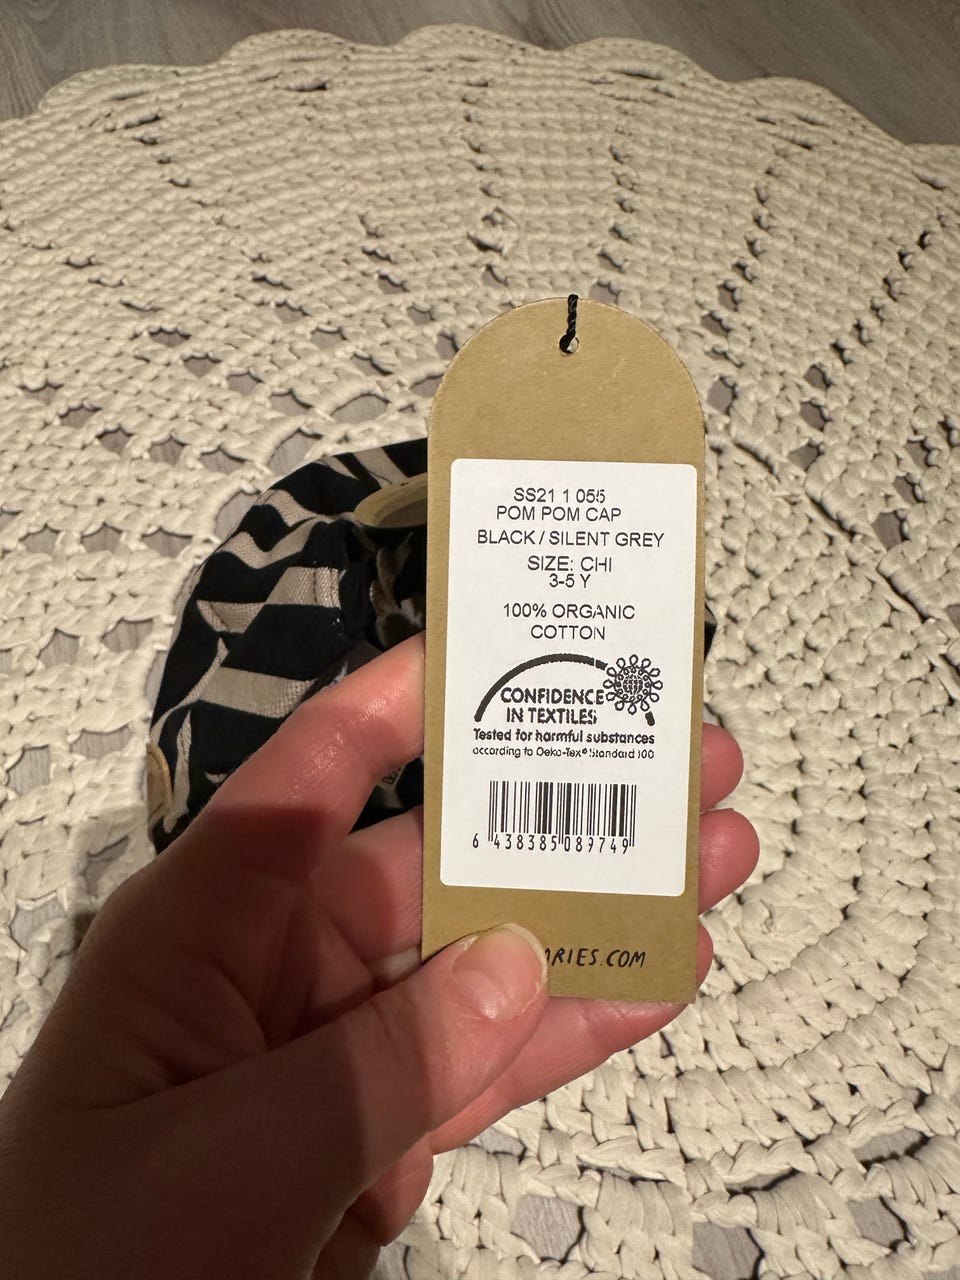 SS21 1 055
POM POM CAP
BLACK / SILENT GREY
SIZE: CHI
3-5 Y
100% ORGANIC
COTTON
CONFIDENCE
IN TEXTILES
Tested for harmful substances
according to Oeko-Tex® Standard 100
6 438385 089749
ARIES.COM